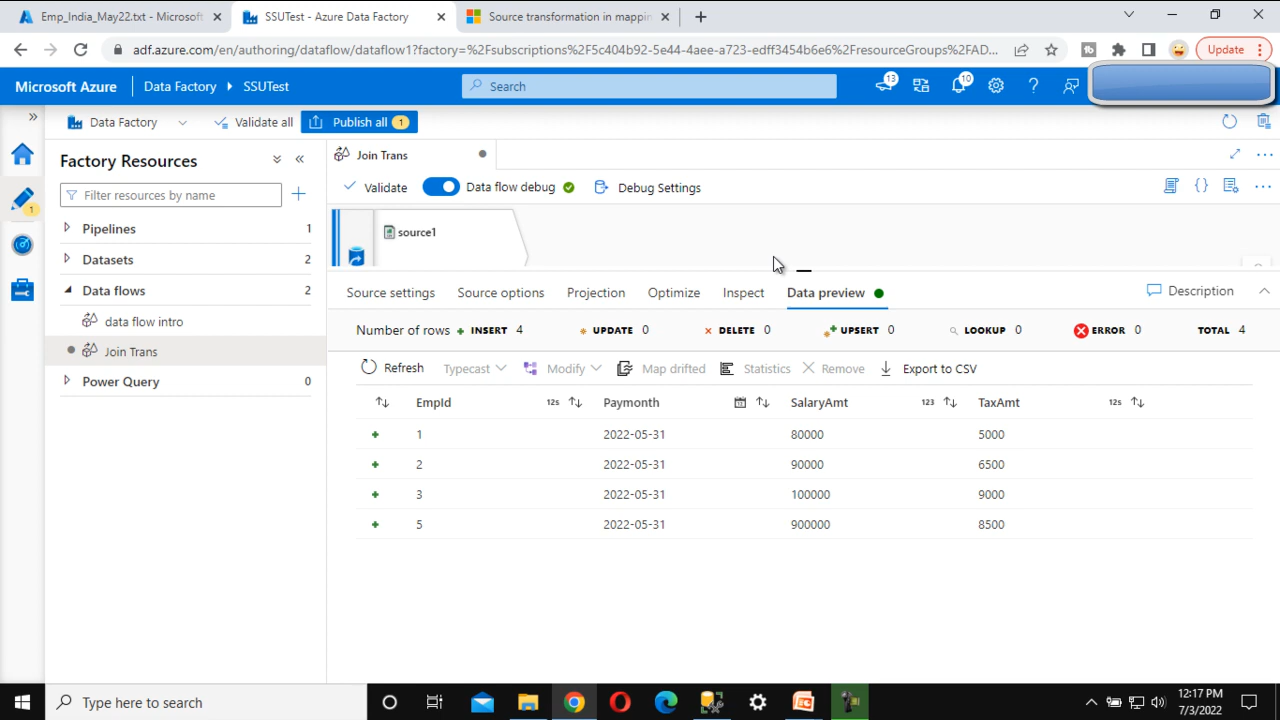 Emp_India_May22.txt - Microsoft
SSUTest - Azure Data Factory
Source transformation in mappin
adf.azure.com/en/authoring/dataflow/dataflow1?factory=%2Fsubscriptions%2F5c404b92-5e44-4aee-a723-edff3454b6e6%2FresourceGroups%2FAD...
Update
Microsoft Azure
Data Factory
SSUTest
Search
13
10
Data Factory
Validate all
Publish all
1
Factory Resources
Filter resources by name
1
Pipelines 1
Datasets 2
Data flows 2
data flow intro
Join Trans
Power Query 0
Join Trans
Validate
Data flow debug
Debug Settings
source1
Source settings
Source options
Projection
Optimize
Inspect
Data preview
Description
Number of rows + INSERT 4 UPDATE 0 DELETE 0 UPSERT 0 LOOKUP 0 ERROR 0 TOTAL 4
Refresh Typecast Modify Map drifted Statistics Remove Export to CSV
EmpId 12s Paymonth SalaryAmt 123 TaxAmt 12s
1 2022-05-31 80000 5000
2 2022-05-31 90000 6500
3 2022-05-31 100000 9000
5 2022-05-31 900000 8500
Type here to search
12:17 PM
7/3/2022